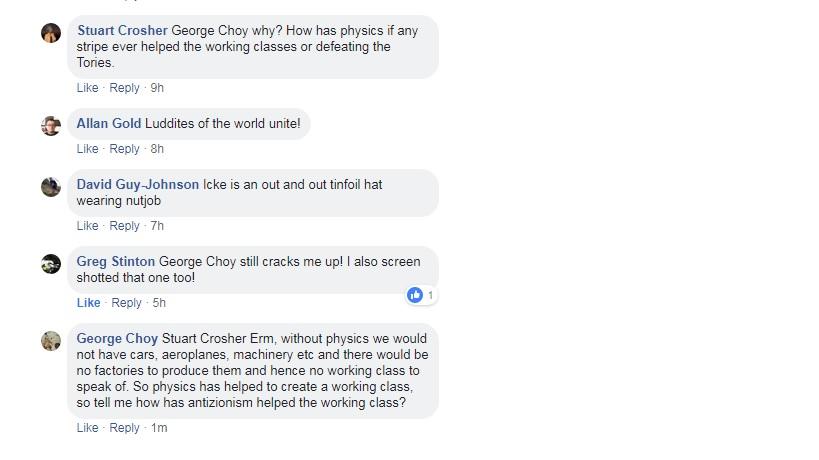 Stuart Crosher George Choy why? How has physics if any
stripe ever helped the working classes or defeating the
Tories.
Like · Reply · 9h
Allan Gold Luddites of the world unite!
Like · Reply · 8h
David Guy-Johnson Icke is an out and out tinfoil hat
wearing nutjob
Like · Reply · 7h
Greg Stinton George Choy still cracks me up! I also screen
shotted that one too!
1
Like · Reply · 5h
George Choy Stuart Crosher Erm, without physics we would
not have cars, aeroplanes, machinery etc and there would be
no factories to produce them and hence no working class to
speak of. So physics has helped to create a working class,
so tell me how has antizionism helped the working class?
Like · Reply · 1m